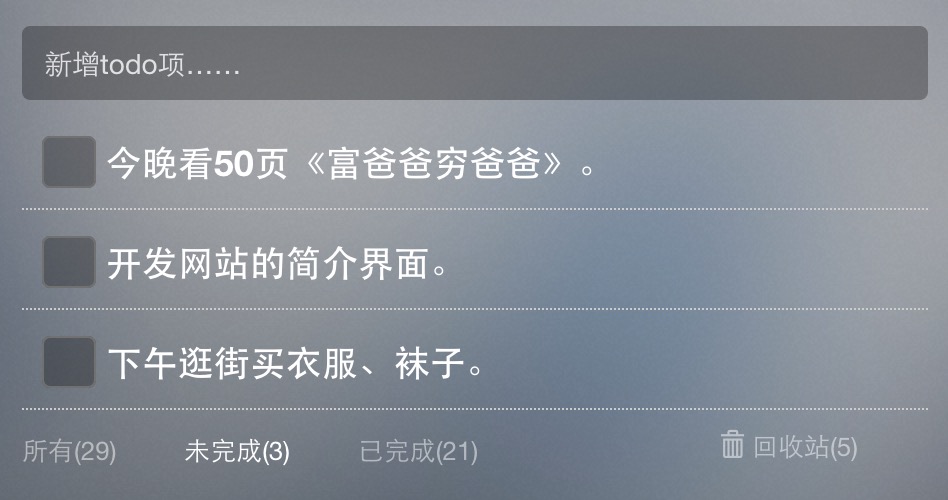 新增todo项……
今晚看50页《富爸爸穷爸爸》。
开发网站的简介界面。
下午逛街买衣服、袜子。
所有(29) 未完成(3) 已完成(21) 回收站(5)